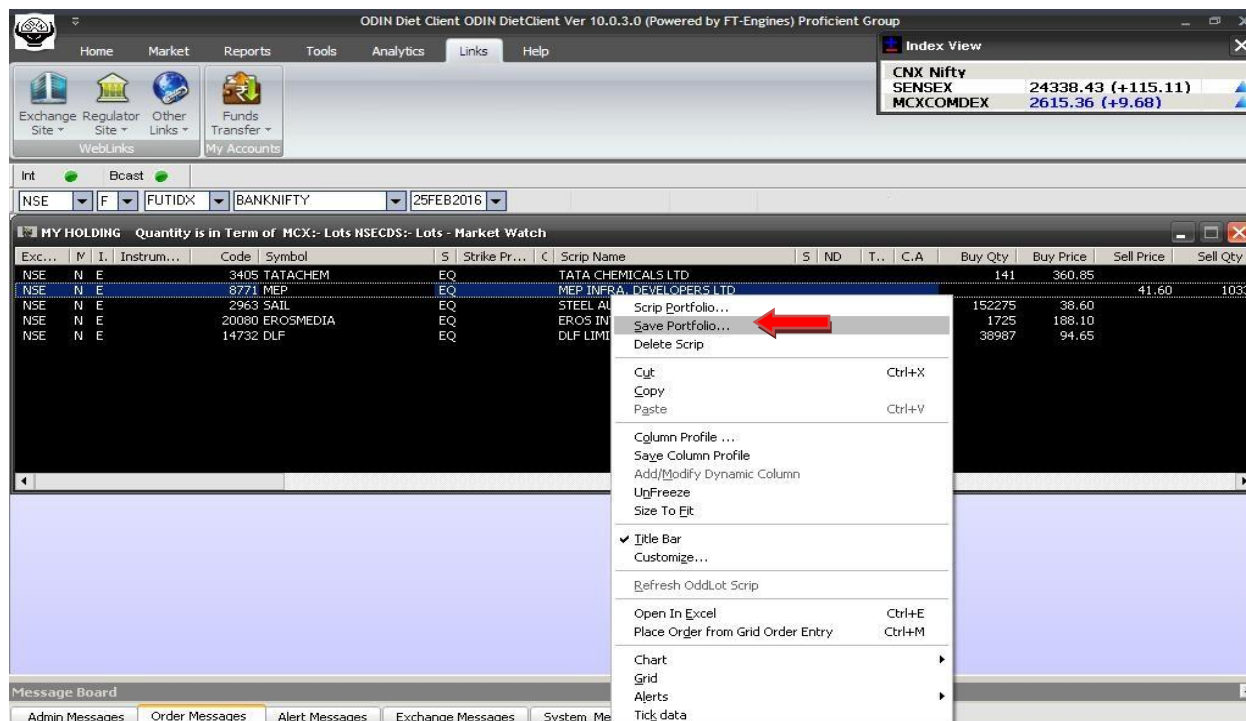 ODIN Diet Client ODIN DietClient Ver 10.0.3.0 (Powered by FT-Engines) Proficient Group
Home Market Reports Tools Analytics Links Help
Index View
CNX Nifty
SENSEX 24338.43 (+115.11)
MCXCOMDEX 2615.36 (+9.68)
Exchange Site Regulator Site Other Links Funds Transfer
WebLinks My Accounts
Int Bcast
NSE F FUTIDX BANKNIFTY 25FEB2016
MY HOLDING Quantity is in Term of MCX:- Lots NSECDS:- Lots - Market Watch
Exc... M I. Instrum... Code Symbol S Strike Pr... C Scrip Name S ND T.. C.A Buy Qty Buy Price Sell Price Sell Qty
NSE N E 3405 TATACHEM EQ TATA CHEMICALS LTD 141 360.85
NSE N E 8771 MEP EQ MEP INFRA. DEVELOPERS LTD 41.60 1033
NSE N E 2963 SAIL EQ STEEL AU 152275 38.60
NSE N E 20080 EROSMEDIA EQ EROS IN 1725 188.10
NSE N E 14732 DLF EQ DLF LIMI 38987 94.65
Scrip Portfolio...
Save Portfolio...
Delete Scrip
Cut Ctrl+X
Copy
Paste Ctrl+V
Column Profile ...
Save Column Profile
Add/Modify Dynamic Column
UnFreeze
Size To Fit
Title Bar
Customize...
Refresh OddLot Scrip
Open In Excel Ctrl+E
Place Order from Grid Order Entry Ctrl+M
Chart
Grid
Alerts
Tick data
Message Board
Admin Messages Order Messages Alert Messages Exchange Messages System Me